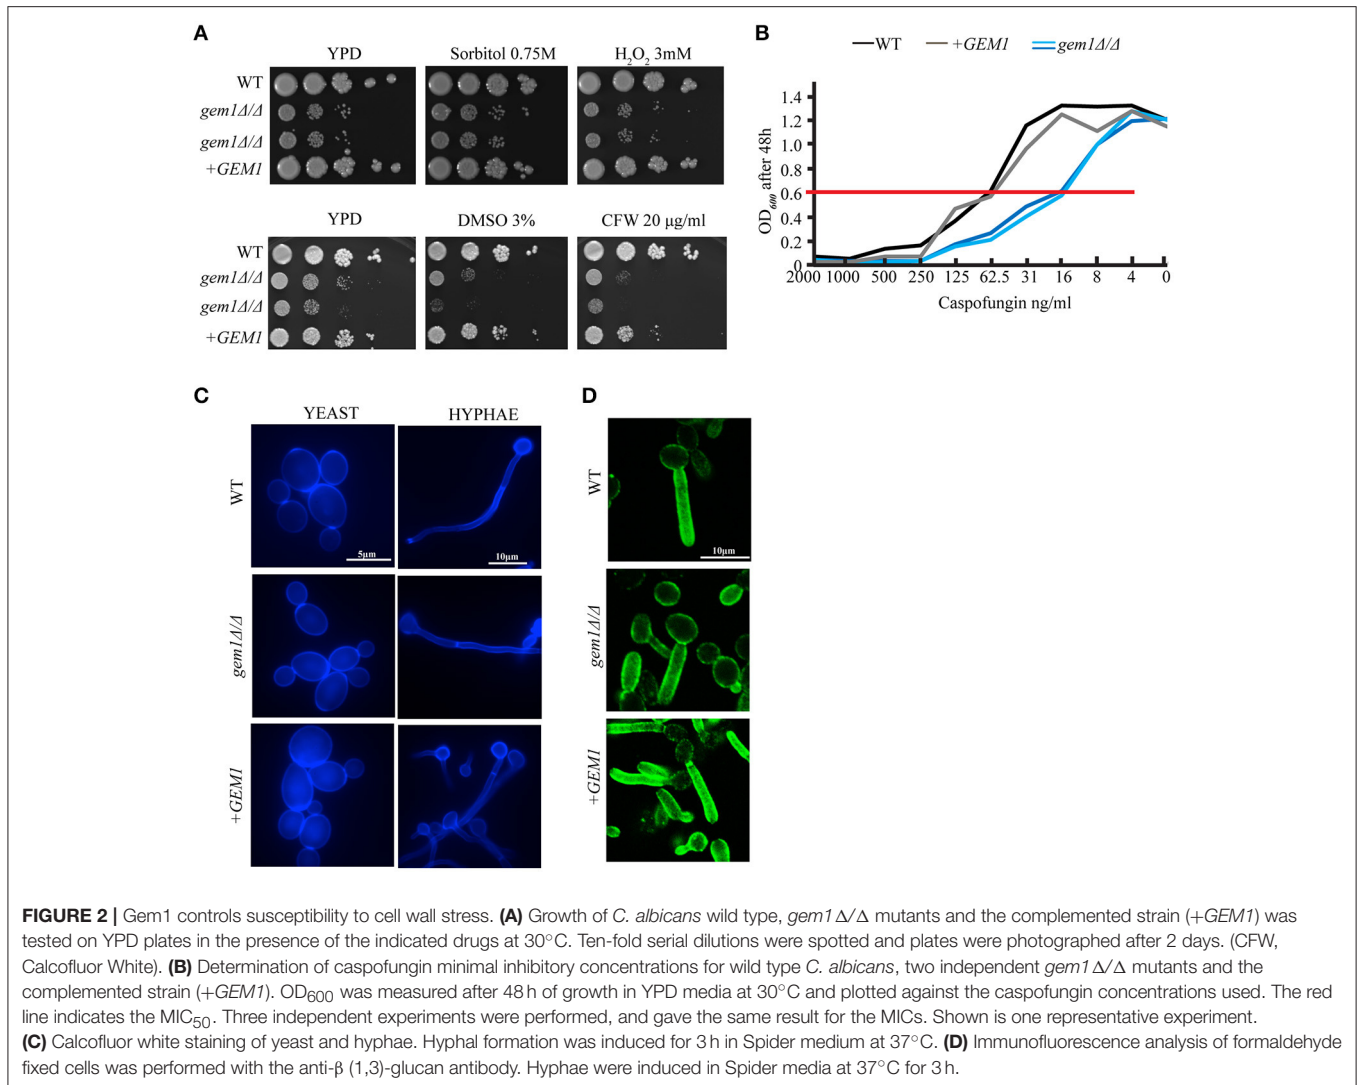 A
YPD
Sorbitol 0.75M
H2O2 3mM
WT
gem1Δ/Δ
gem1Δ/Δ
+GEM1
YPD
DMSO 3%
CFW 20 µg/ml
WT
gem1Δ/Δ
gem1Δ/Δ
+GEM1
B
WT
+GEM1
gem1Δ/Δ
OD600 after 48h
1.4
1.2
1.0
0.8
0.6
0.4
0.2
0
2000 1000 500 250 125 62.5 31 16 8 4 0
Caspofungin ng/ml
C
YEAST
HYPHAE
WT
5µm
10µm
gem1Δ/Δ
+GEM1
D
WT
10µm
gem1Δ/Δ
+GEM1
FIGURE 2 | Gem1 controls susceptibility to cell wall stress. (A) Growth of C. albicans wild type, gem1Δ/Δ mutants and the complemented strain (+GEM1) was
tested on YPD plates in the presence of the indicated drugs at 30°C. Ten-fold serial dilutions were spotted and plates were photographed after 2 days. (CFW,
Calcofluor White). (B) Determination of caspofungin minimal inhibitory concentrations for wild type C. albicans, two independent gem1Δ/Δ mutants and the
complemented strain (+GEM1). OD600 was measured after 48 h of growth in YPD media at 30°C and plotted against the caspofungin concentrations used. The red
line indicates the MIC50. Three independent experiments were performed, and gave the same result for the MICs. Shown is one representative experiment.
(C) Calcofluor white staining of yeast and hyphae. Hyphal formation was induced for 3 h in Spider medium at 37°C. (D) Immunofluorescence analysis of formaldehyde
fixed cells was performed with the anti-β (1,3)-glucan antibody. Hyphae were induced in Spider media at 37°C for 3 h.